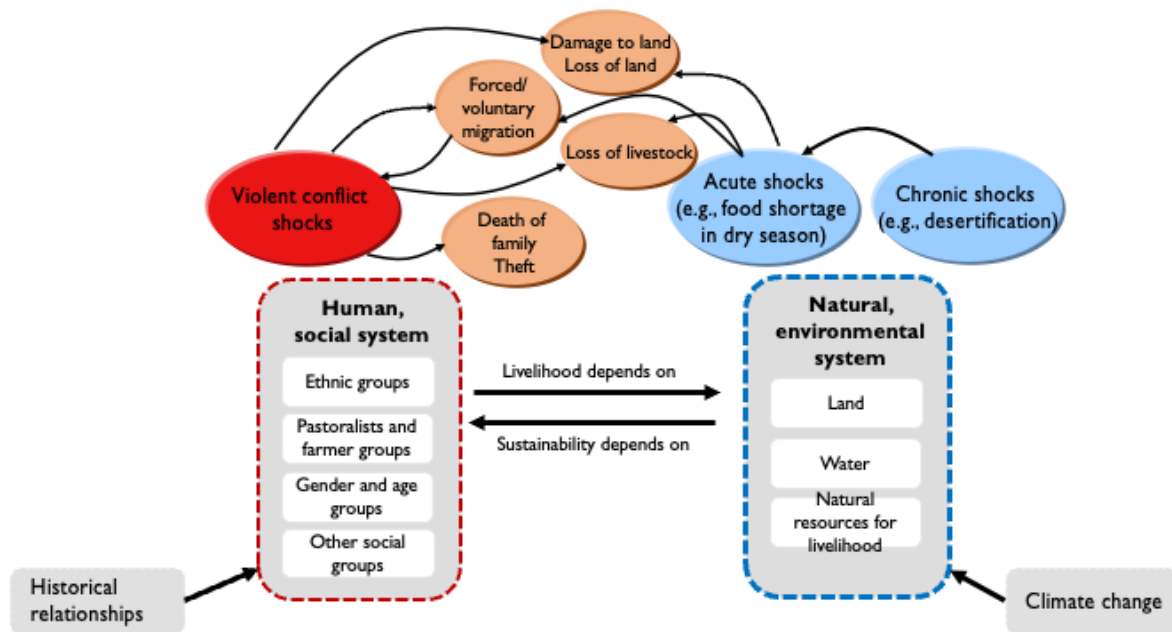 Damage to land
Loss of land
Forced/
voluntary
migration
Loss of livestock
Violent conflict
shocks
Acute shocks
(e.g., food shortage
in dry season)
Chronic shocks
(e.g., desertification)
Death of
family
Theft
Human,
social system
Ethnic groups
Pastoralists and
farmer groups
Gender and age
groups
Other social
groups
Livelihood depends on
Sustainability depends on
Natural,
environmental
system
Land
Water
Natural
resources for
livelihood
Historical
relationships
Climate change